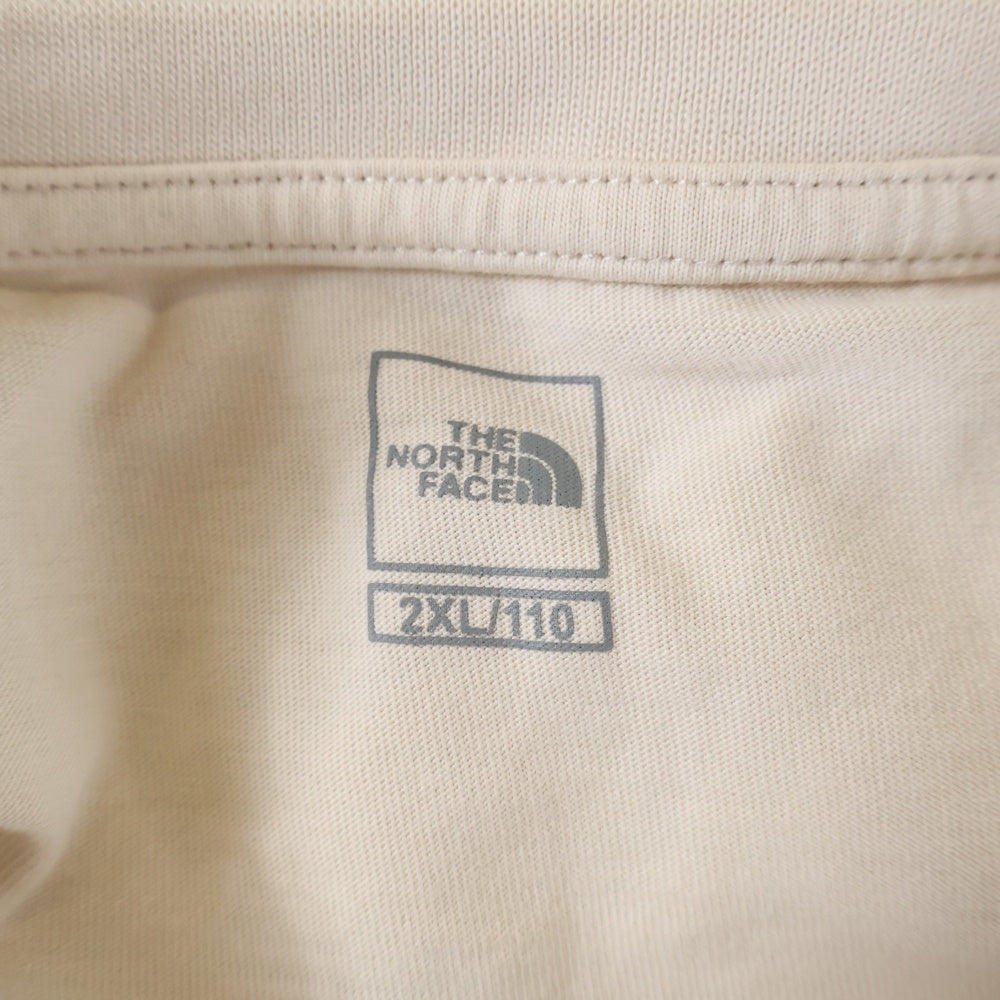 THE
NORTH
FACE
2XL/110